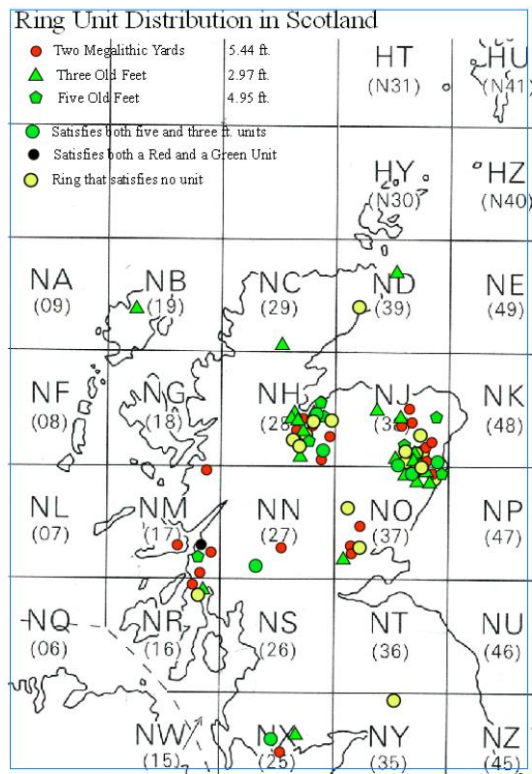 Ring Unit Distribution in Scotland
Two Megalithic Yards 5.44 ft.
Three Old Feet 2.97 ft.
Five Old Feet 4.95 ft.
Satisfies both five and three ft. units
Satisfies both a Red and a Green Unit
Ring that satisfies no unit
HT HU
(N31) (N41)
HY HZ
(N30) (N40)
NA NB NC ND NE
(09) (19) (29) (39) (49)
NF NG NH NJ NK
(08) (18) (48)
NL NM NN NO NP
(07) (17) (27) (37) (47)
NQ NR NS NT NU
(06) (16) (26) (36) (46)
NW NX NY NZ
(15) (25) (35) (45)